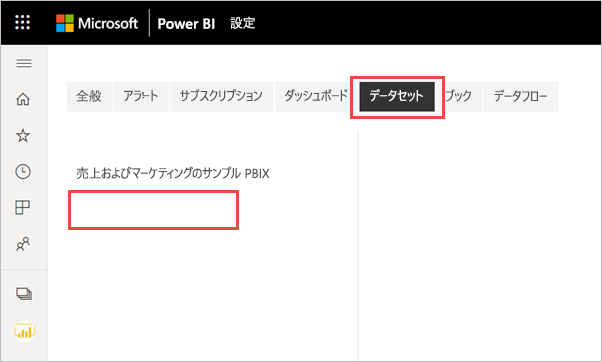 Microsoft Power BI 設定
全般 アラート サブスクリプション ダッシュボード データセット ブック データフロー
売上およびマーケティングのサンプル PBIX